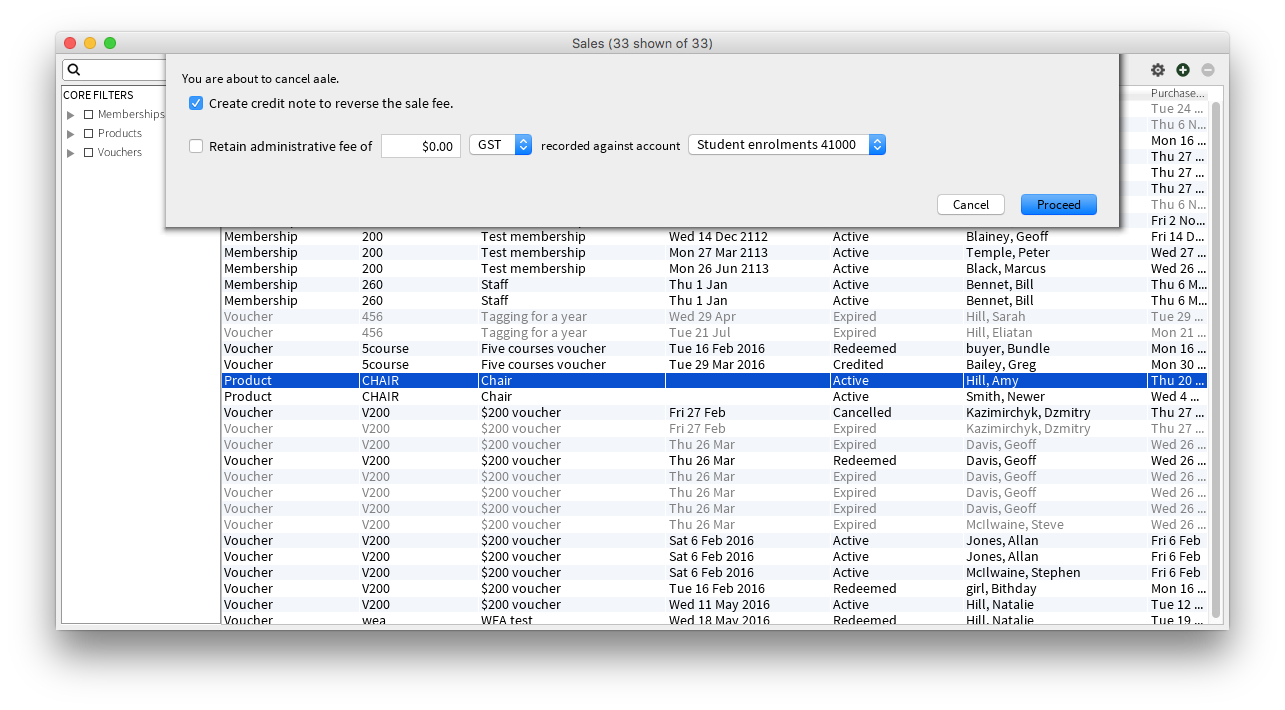 Sales (33 shown of 33)
You are about to cancel aale.
Create credit note to reverse the sale fee.
Retain administrative fee of $0.00 GST recorded against account Student enrolments 41000
Cancel Proceed
CORE FILTERS
Memberships
Products
Vouchers
Purchase...
Tue 24 ...
Thu 6 N...
Mon 16 ...
Thu 27 ...
Thu 27 ...
Thu 27 ...
Thu 6 N...
Fri 2 No...
Membership 200 Test membership Wed 14 Dec 2112 Active Blainey, Geoff Fri 14 D...
Membership 200 Test membership Mon 27 Mar 2113 Active Temple, Peter Wed 27 ...
Membership 200 Test membership Mon 26 Jun 2113 Active Black, Marcus Wed 26 ...
Membership 260 Staff Thu 1 Jan Active Bennet, Bill Thu 6 M...
Membership 260 Staff Thu 1 Jan Active Bennet, Bill Thu 6 M...
Voucher 456 Tagging for a year Wed 29 Apr Expired Hill, Sarah Tue 29 ...
Voucher 456 Tagging for a year Tue 21 Jul Expired Hill, Eliatan Mon 21 ...
Voucher 5course Five courses voucher Tue 16 Feb 2016 Redeemed buyer, Bundle Mon 16 ...
Voucher 5course Five courses voucher Tue 29 Mar 2016 Credited Bailey, Greg Mon 30 ...
Product CHAIR Chair Active Hill, Amy Thu 20 ...
Product CHAIR Chair Active Smith, Newer Wed 4 ...
Voucher V200 $200 voucher Fri 27 Feb Cancelled Kazimirchyk, Dzmitry Thu 27 ...
Voucher V200 $200 voucher Fri 27 Feb Expired Kazimirchyk, Dzmitry Thu 27 ...
Voucher V200 $200 voucher Thu 26 Mar Expired Davis, Geoff Wed 26 ...
Voucher V200 $200 voucher Thu 26 Mar Redeemed Davis, Geoff Wed 26 ...
Voucher V200 $200 voucher Thu 26 Mar Expired Davis, Geoff Wed 26 ...
Voucher V200 $200 voucher Thu 26 Mar Expired Davis, Geoff Wed 26 ...
Voucher V200 $200 voucher Thu 26 Mar Expired Davis, Geoff Wed 26 ...
Voucher V200 $200 voucher Thu 26 Mar Expired McIlwaine, Steve Wed 26 ...
Voucher V200 $200 voucher Sat 6 Feb 2016 Active Jones, Allan Fri 6 Feb
Voucher V200 $200 voucher Sat 6 Feb 2016 Active Jones, Allan Fri 6 Feb
Voucher V200 $200 voucher Sat 6 Feb 2016 Active McIlwaine, Stephen Fri 6 Feb
Voucher V200 $200 voucher Tue 16 Feb 2016 Redeemed girl, Bithday Mon 16 ...
Voucher V200 $200 voucher Wed 11 May 2016 Active Hill, Natalie Tue 12 ...
Voucher wea WEA test Wed 18 May 2016 Redeemed Hill, Natalie Tue 19 ...